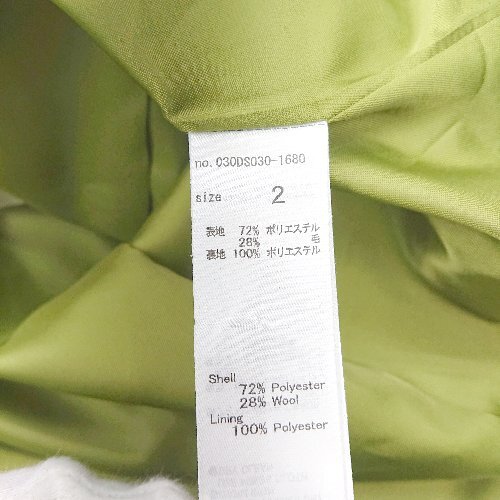 no.030DS030-1680
size 2
表地 72% ポリエステル
28% 毛
裏地 100% ポリエステル
Shell
72% Polyester
28% Wool
Lining
100% Polyester